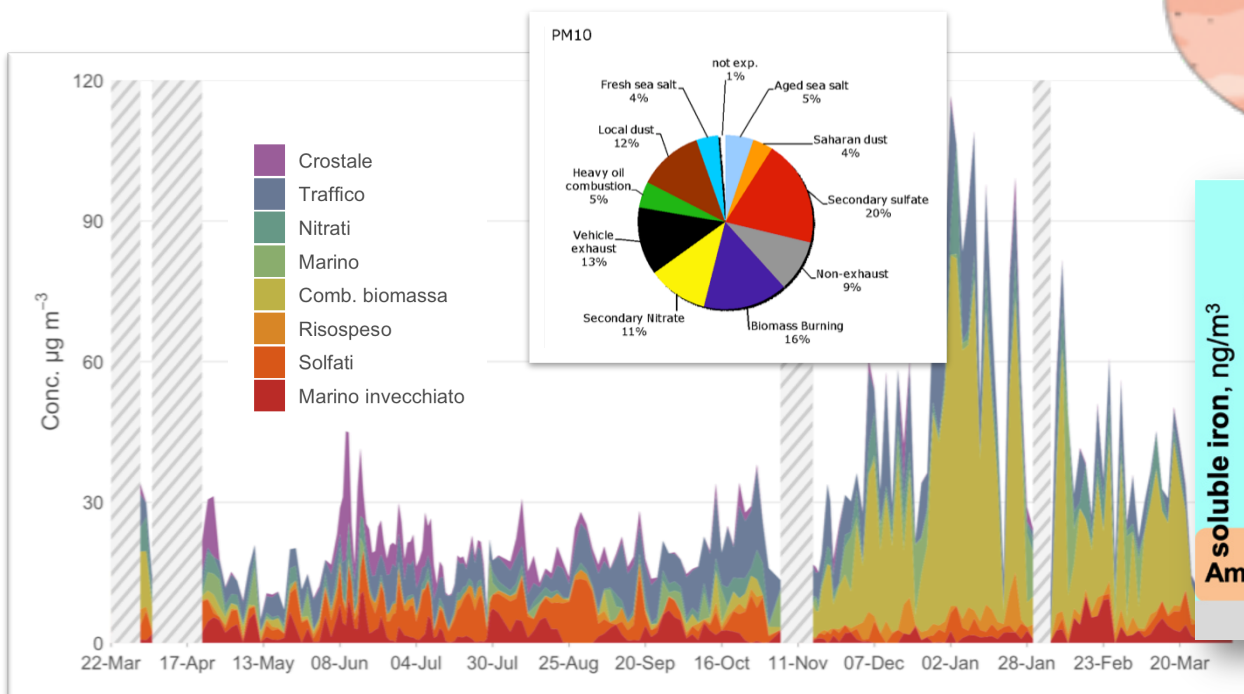 PM10
not exp.
1%
Fresh sea salt
4%
Aged sea salt
5%
Local dust
12%
Saharan dust
4%
Heavy oil
combustion
5%
Secondary sulfate
20%
Vehicle
exhaust
13%
Non-exhaust
9%
Secondary Nitrate
11%
Biomass Burning
16%
Conc. µg m⁻³
120
90
60
30
0
Crostale
Traffico
Nitrati
Marino
Comb. biomassa
Risospeso
Solfati
Marino invecchiato
22-Mar
17-Apr
13-May
08-Jun
04-Jul
30-Jul
25-Aug
20-Sep
16-Oct
11-Nov
07-Dec
02-Jan
28-Jan
23-Feb
20-Mar
soluble iron, ng/m³
Am